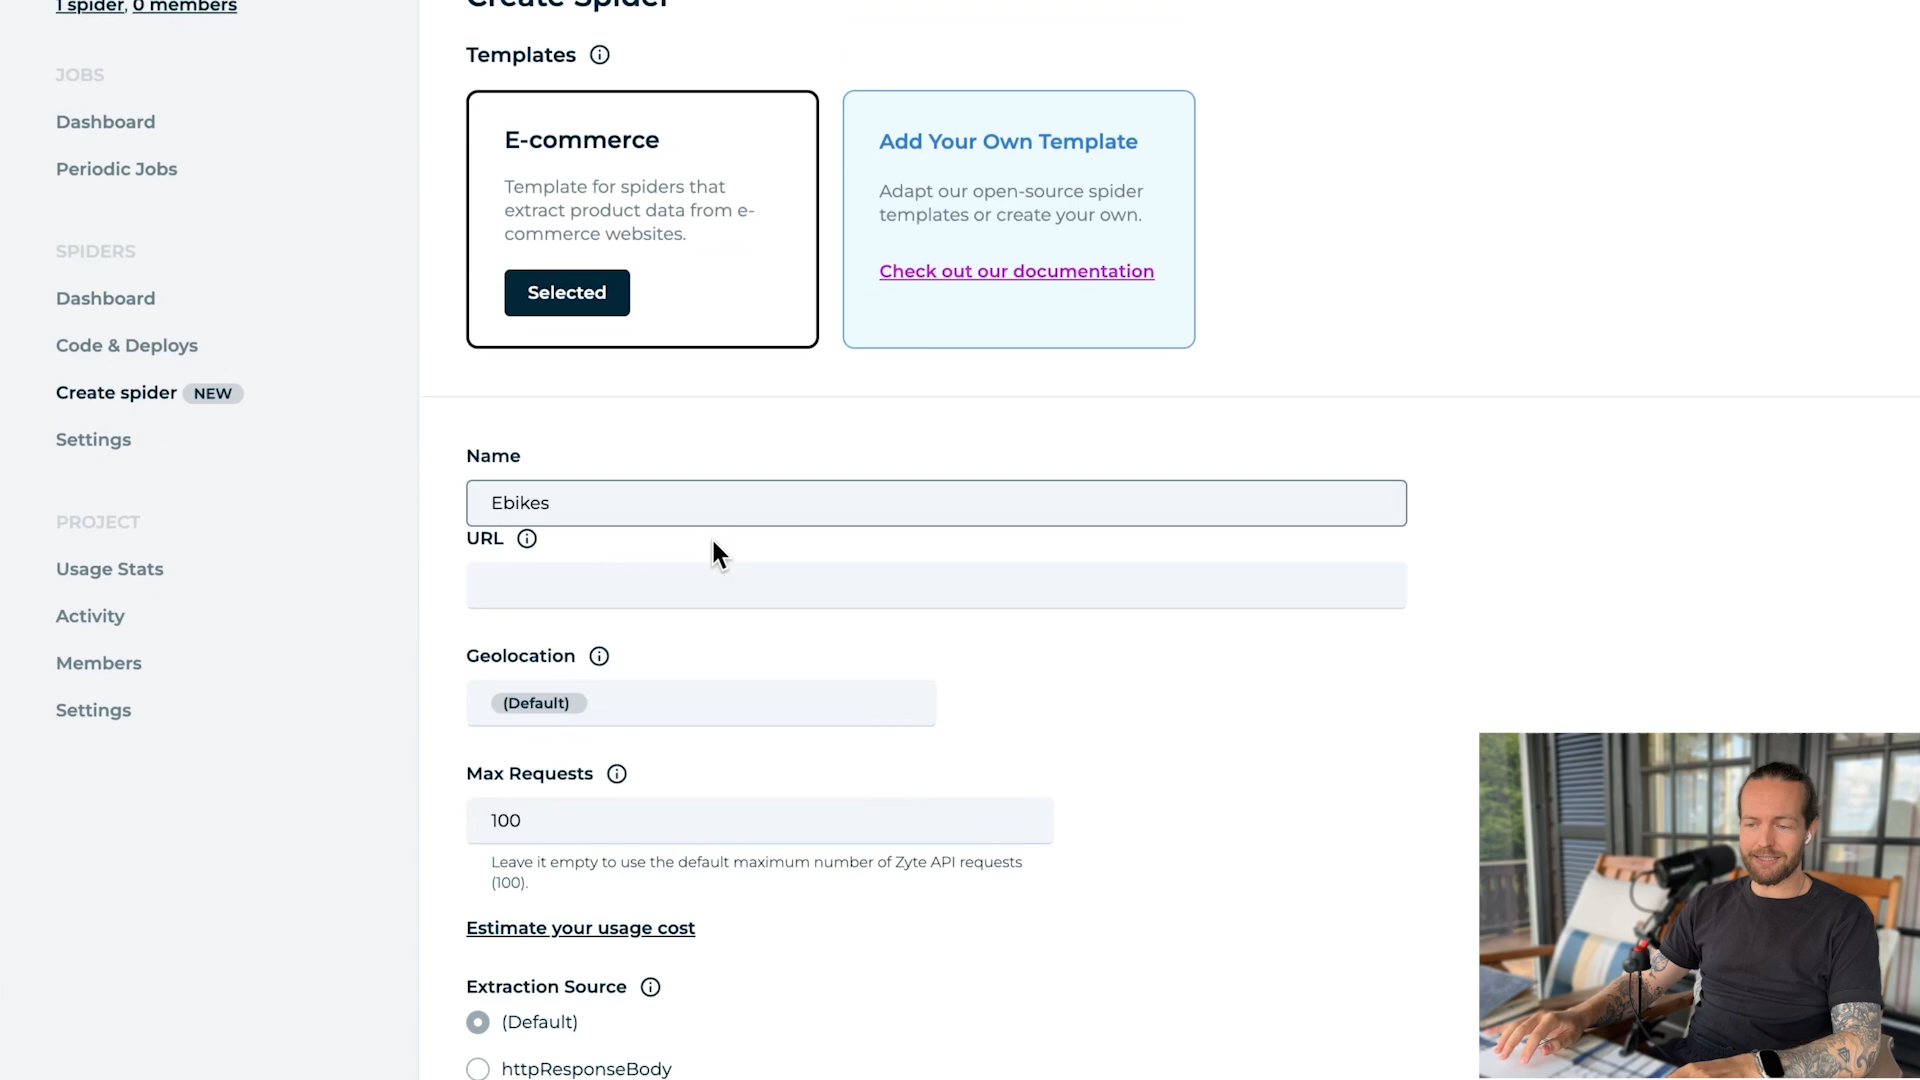 1 spider, 0 members
JOBS
Dashboard
Periodic Jobs
SPIDERS
Dashboard
Code & Deploys
Create spider NEW
Settings
PROJECT
Usage Stats
Activity
Members
Settings
Create Spider
Templates
E-commerce
Template for spiders that
extract product data from e-
commerce websites.
Selected
Add Your Own Template
Adapt our open-source spider
templates or create your own.
Check out our documentation
Name
Ebikes
URL
Geolocation
(Default)
Max Requests
100
Leave it empty to use the default maximum number of Zyte API requests
(100).
Estimate your usage cost
Extraction Source
(Default)
httpResponseBody